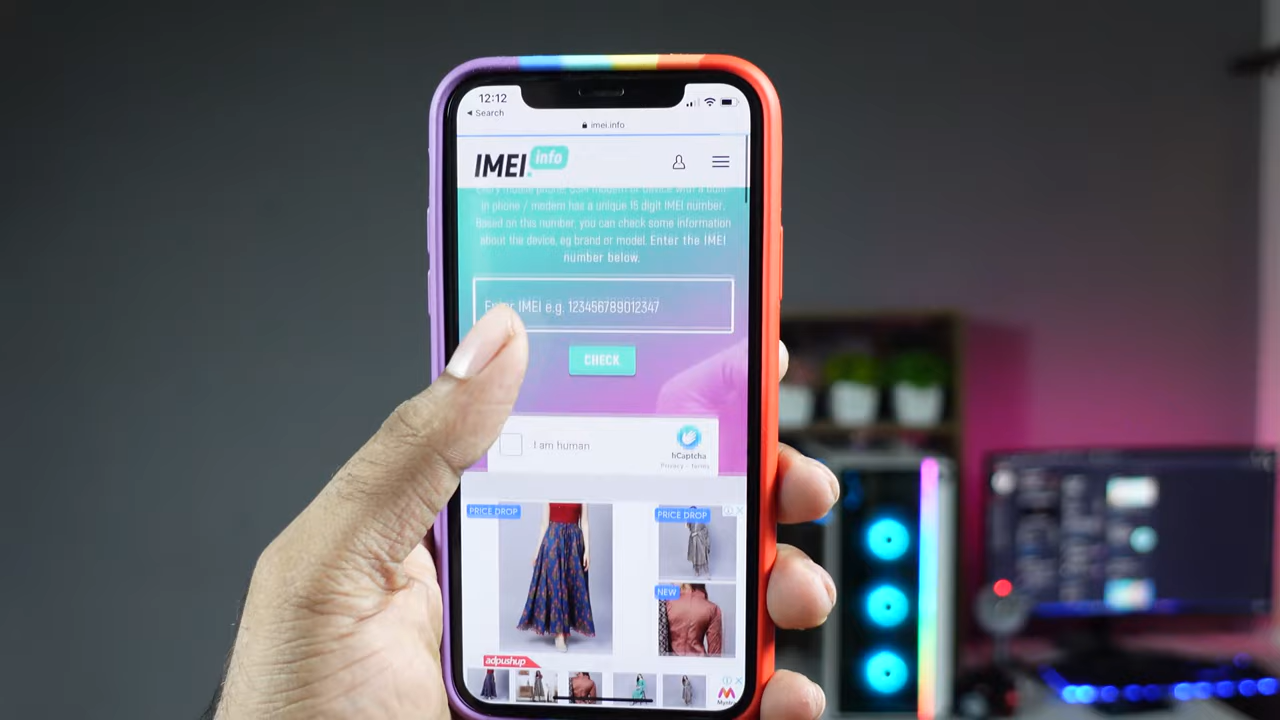 12:12
Search
imei.info
IMEI.info
in phone / modem has a unique 15 digit IMEI number.
Based on this number, you can check some information
about the device, eg brand or model. Enter the IMEI
number below.
IMEI e.g. 123456789012347
CHECK
I am human
hCaptcha
Privacy - Terms
PRICE DROP
PRICE DROP
NEW
adpushup